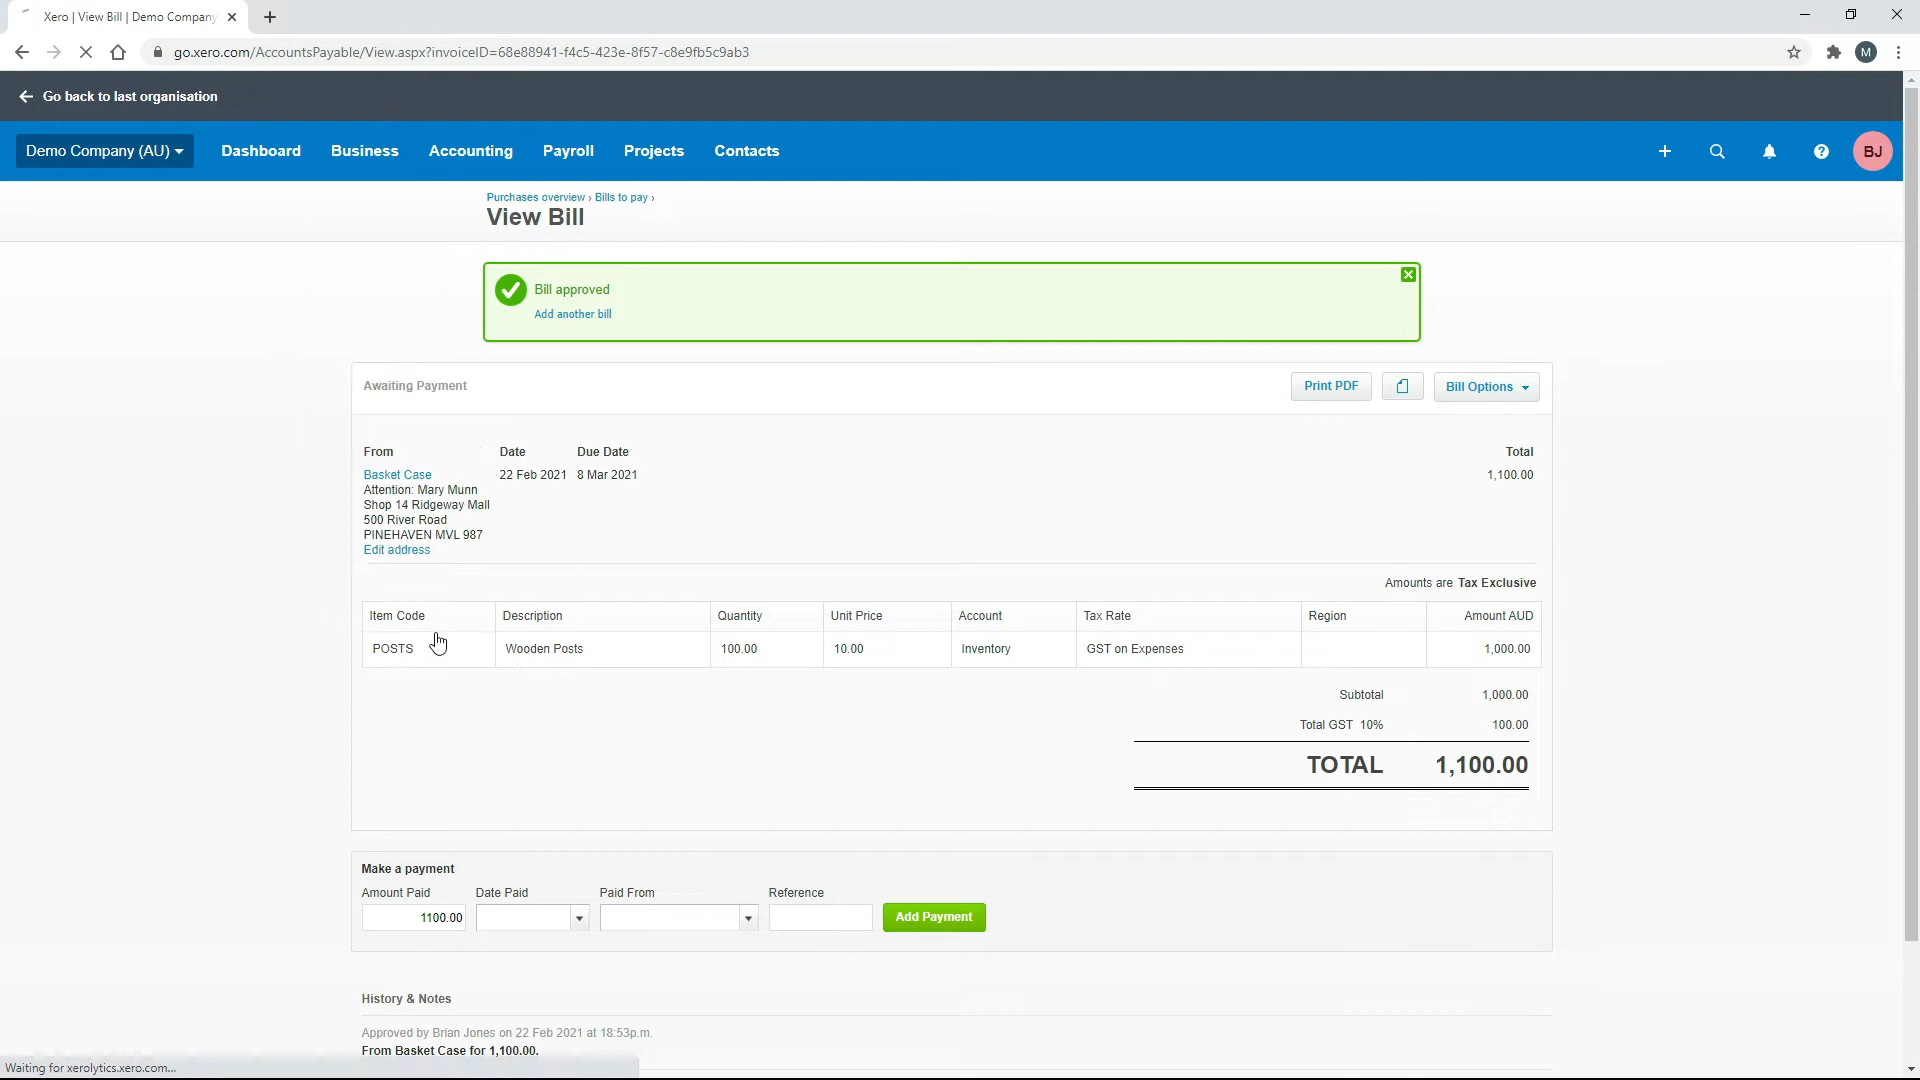 Xero | View Bill | Demo Company
go.xero.com/AccountsPayable/View.aspx?invoiceID=68e88941-f4c5-423e-8f57-c8e9fb5c9ab3
M
Go back to last organisation
Demo Company (AU) Dashboard Business Accounting Payroll Projects Contacts BJ
Purchases overview › Bills to pay ›
View Bill
Bill approved
Add another bill
Awaiting Payment Print PDF Bill Options
From Date Due Date Total
Basket Case 22 Feb 2021 8 Mar 2021 1,100.00
Attention: Mary Munn
Shop 14 Ridgeway Mall
500 River Road
PINEHAVEN MVL 987
Edit address
Amounts are Tax Exclusive
Item Code Description Quantity Unit Price Account Tax Rate Region Amount AUD
POSTS Wooden Posts 100.00 10.00 Inventory GST on Expenses 1,000.00
Subtotal 1,000.00
Total GST 10% 100.00
TOTAL 1,100.00
Make a payment
Amount Paid Date Paid Paid From Reference
1100.00 Add Payment
History & Notes
Approved by Brian Jones on 22 Feb 2021 at 18:53p.m.
From Basket Case for 1,100.00.
Waiting for xerolytics.xero.com...